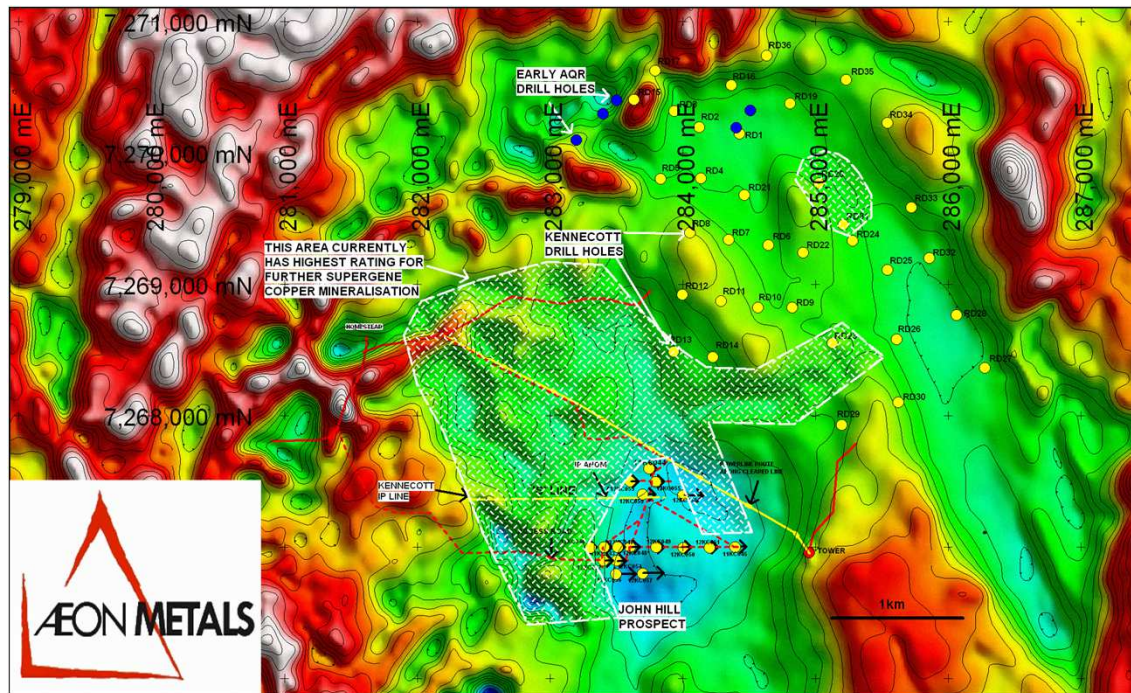 7,271,000 mN
RD36
EARLY AQR
DRILL HOLES
RD16
RD35
RD15
RD19
RD34
RD2
RD1
279,000 mE
280,000 mE
281,000 mE
282,000 mE
283,000 mE
284,000 mE
285,000 mE
286,000 mE
287,000 mE
7,270,000 mN
RD4
RD21
RD33
RD8
KENNECOTT
DRILL HOLES
RD7
RD6
RD22
RD24
THIS AREA CURRENTLY
HAS HIGHEST RATING FOR
FURTHER SUPERGENE
COPPER MINERALISATION
7,269,000 mN
RD25
RD32
RD12
RD11
RD10
RD9
RD28
HOMESTEAD
RD26
RD13
RD14
RD27
7,268,000 mN
RD30
RD29
IP ANOM
KENNECOTT
IP LINE
TOWER
JOHN HILL
PROSPECT
1km
ÆON METALS